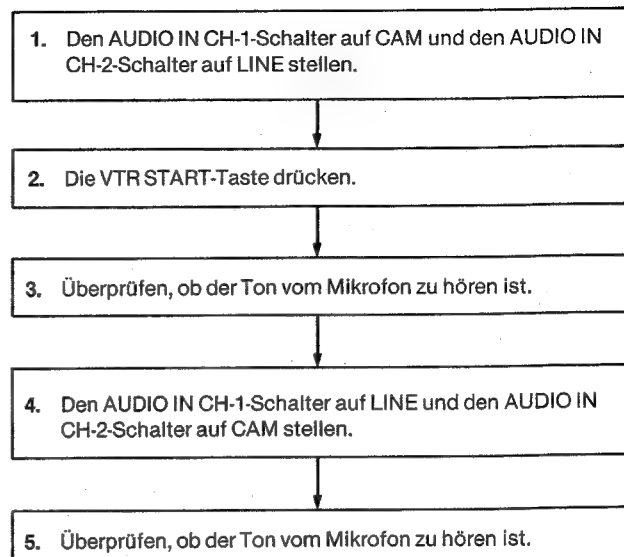 1. Den AUDIO IN CH-1-Schalter auf CAM und den AUDIO IN
CH-2-Schalter auf LINE stellen.
2. Die VTR START-Taste drücken.
3. Überprüfen, ob der Ton vom Mikrofon zu hören ist.
4. Den AUDIO IN CH-1-Schalter auf LINE und den AUDIO IN
CH-2-Schalter auf CAM stellen.
5. Überprüfen, ob der Ton vom Mikrofon zu hören ist.